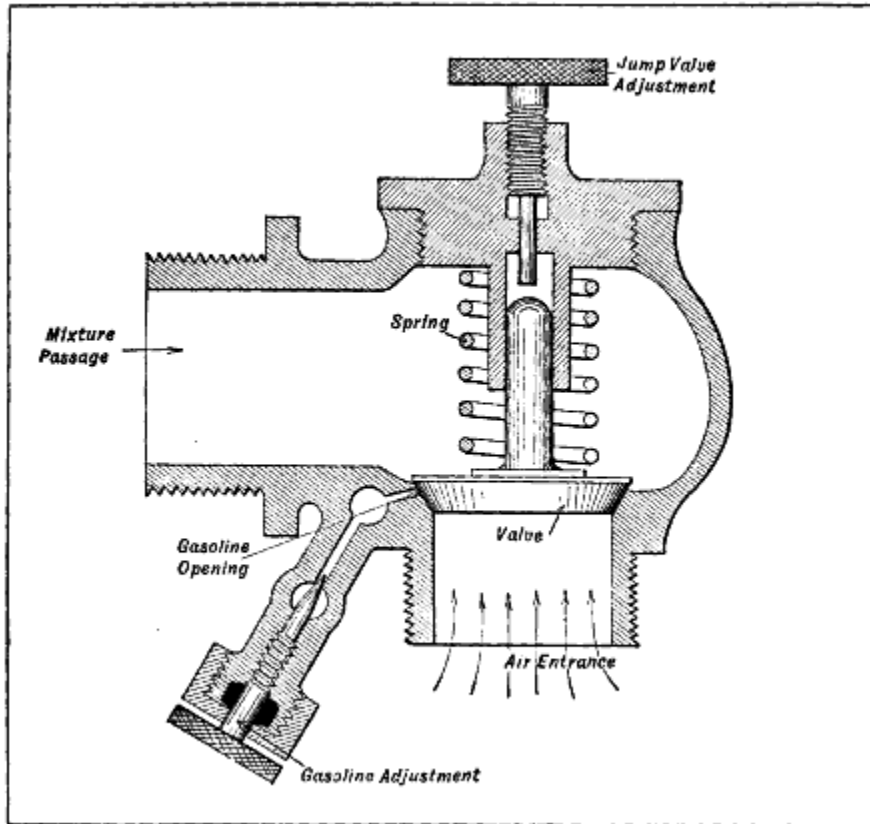 Jump Valve
Adjustment
Mixture
Passage
Spring
Gasoline
Opening
Valve
Air Entrance
Gasoline Adjustment